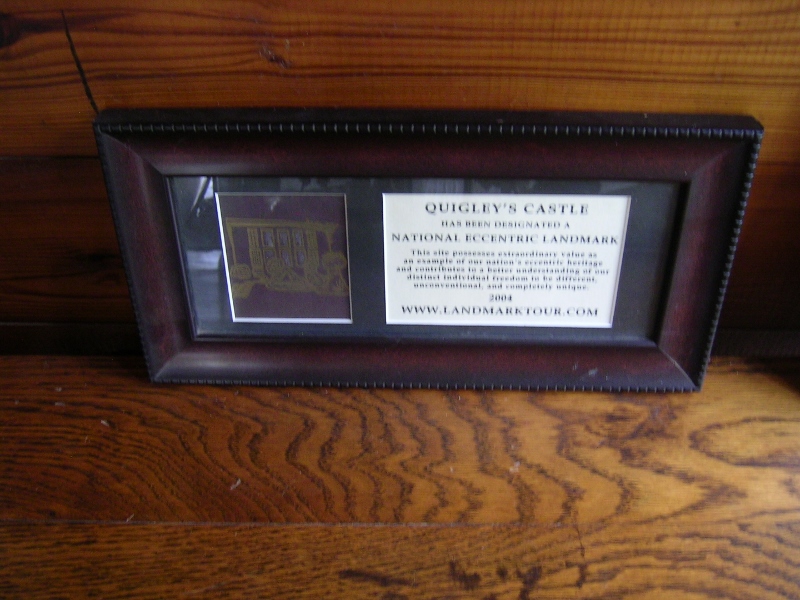 QUIGLEY'S CASTLE
HAS BEEN DESIGNATED A
NATIONAL ECCENTRIC LANDMARK
This site possesses extraordinary value as
an example of our nation's eccentric heritage
and contributes to a better understanding of our
distinct individual freedom to be different,
unconventional, and completely unique.
2004
WWW.LANDMARKTOUR.COM